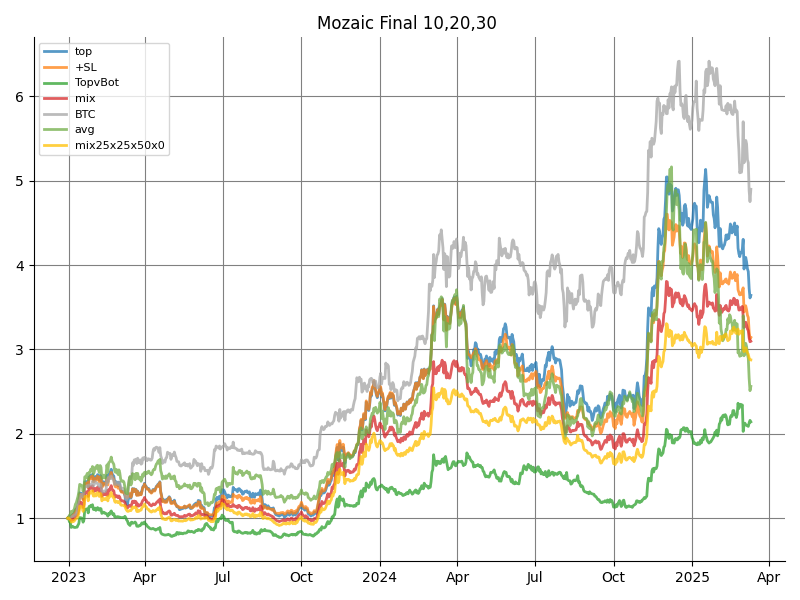 Mozaic Final 10,20,30
top
+SL
TopvBot
mix
BTC
avg
mix25x25x50x0
6
5
4
3
2
1
2023 Apr Jul Oct 2024 Apr Jul Oct 2025 Apr